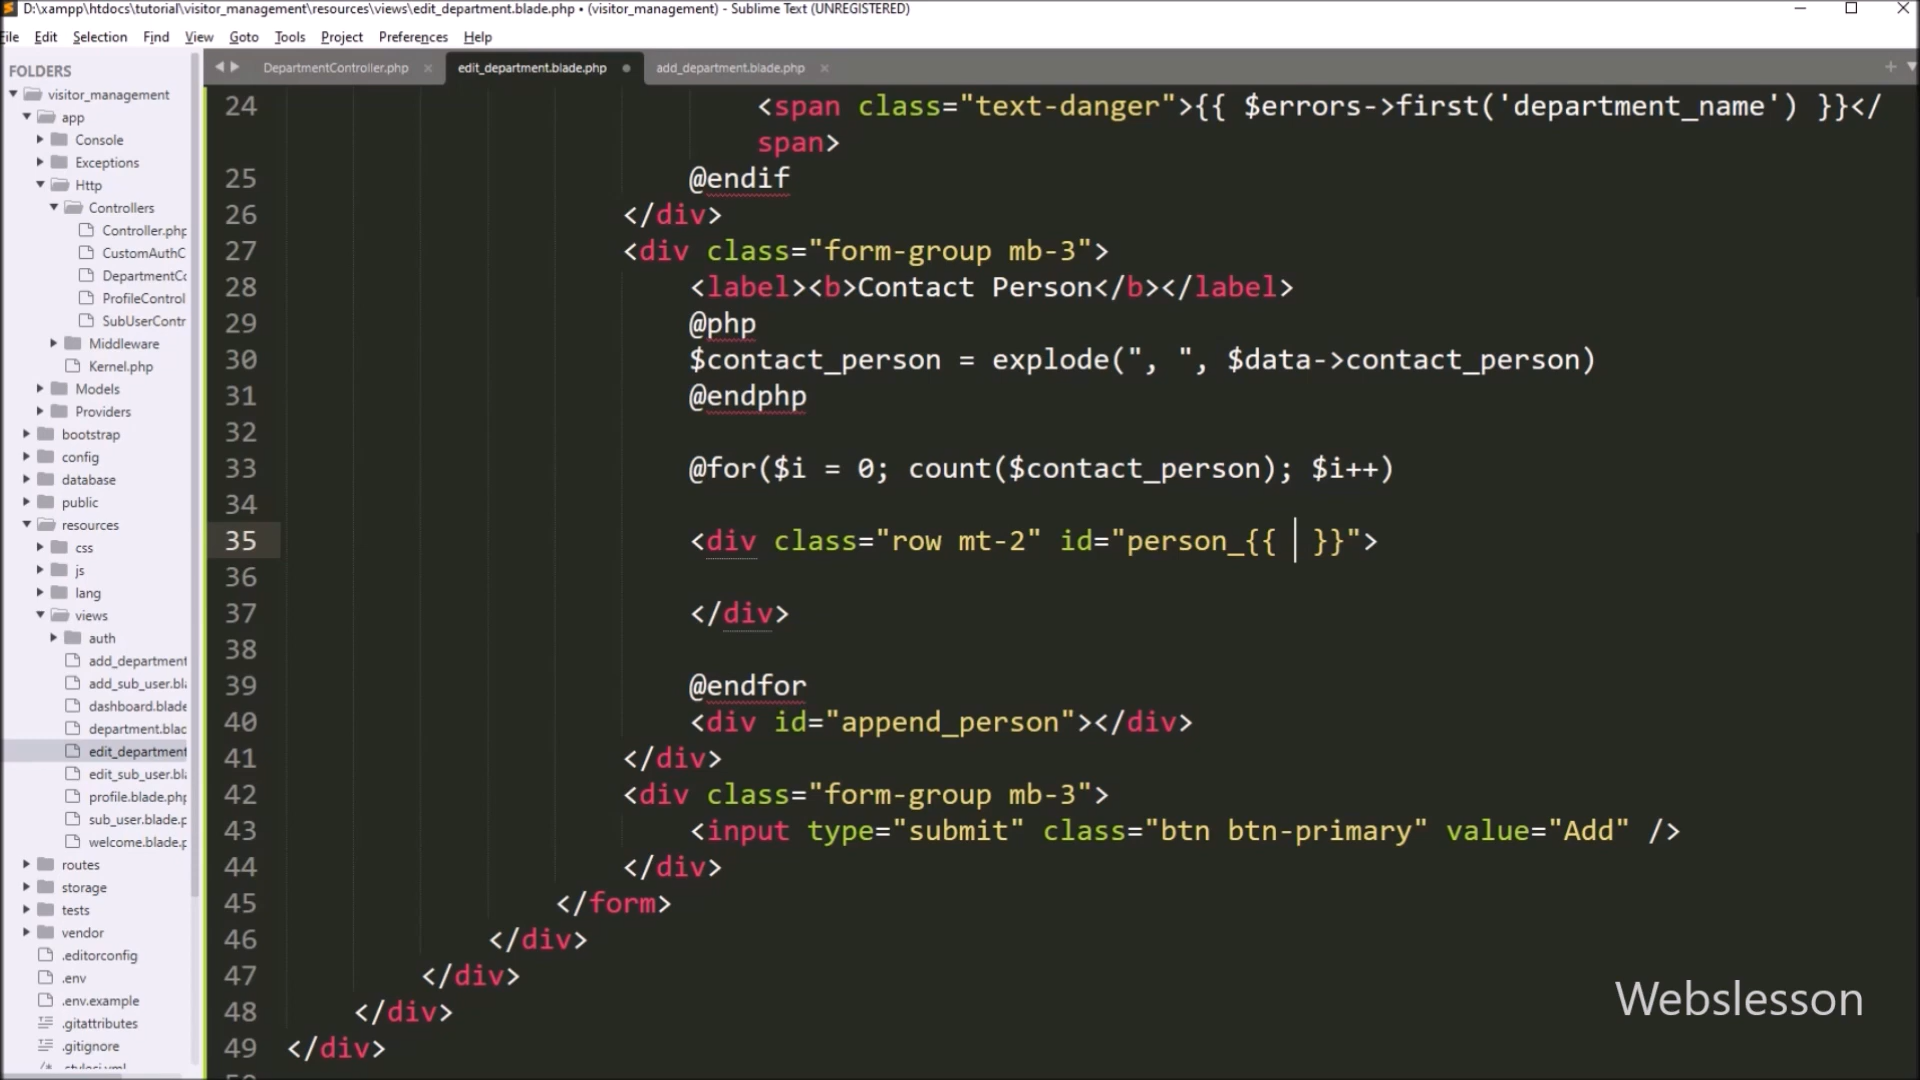 D:\xampp\htdocs\tutorial\visitor_management\resources\views\edit_department.blade.php • (visitor_management) - Sublime Text (UNREGISTERED)
ile Edit Selection Find View Goto Tools Project Preferences Help
FOLDERS
visitor_management
app
Console
Exceptions
Http
Controllers
Controller.php
CustomAuthC
DepartmentCo
ProfileControl
SubUserContr
Middleware
Kernel.php
Models
Providers
bootstrap
config
database
public
resources
css
js
lang
views
auth
add_department
add_sub_user.bla
dashboard.blade
department.blad
edit_department
edit_sub_user.bla
profile.blade.php
sub_user.blade.p
welcome.blade.p
routes
storage
tests
vendor
.editorconfig
.env
.env.example
.gitattributes
.gitignore
.styleci.yml
DepartmentController.php × edit_department.blade.php • add_department.blade.php ×
24 <span class="text-danger">{{ $errors->first('department_name') }}</
span>
25 @endif
26 </div>
27 <div class="form-group mb-3">
28 <label><b>Contact Person</b></label>
29 @php
30 $contact_person = explode(", ", $data->contact_person)
31 @endphp
32
33 @for($i = 0; count($contact_person); $i++)
34
35 <div class="row mt-2" id="person_{{  }}">
36
37 </div>
38
39 @endfor
40 <div id="append_person"></div>
41 </div>
42 <div class="form-group mb-3">
43 <input type="submit" class="btn btn-primary" value="Add" />
44 </div>
45 </form>
46 </div>
47 </div>
48 </div>
49 </div>
Webslesson